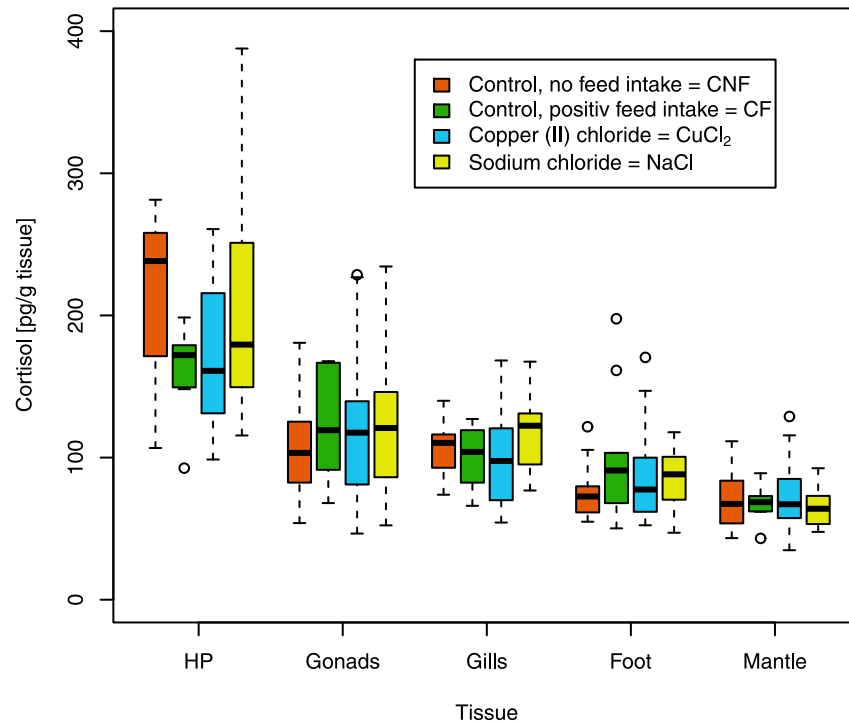 Cortisol [pg/g tissue]
400
300
200
100
0
Control, no feed intake = CNF
Control, positiv feed intake = CF
Copper (II) chloride = CuCl₂
Sodium chloride = NaCl
HP Gonads Gills Foot Mantle
Tissue